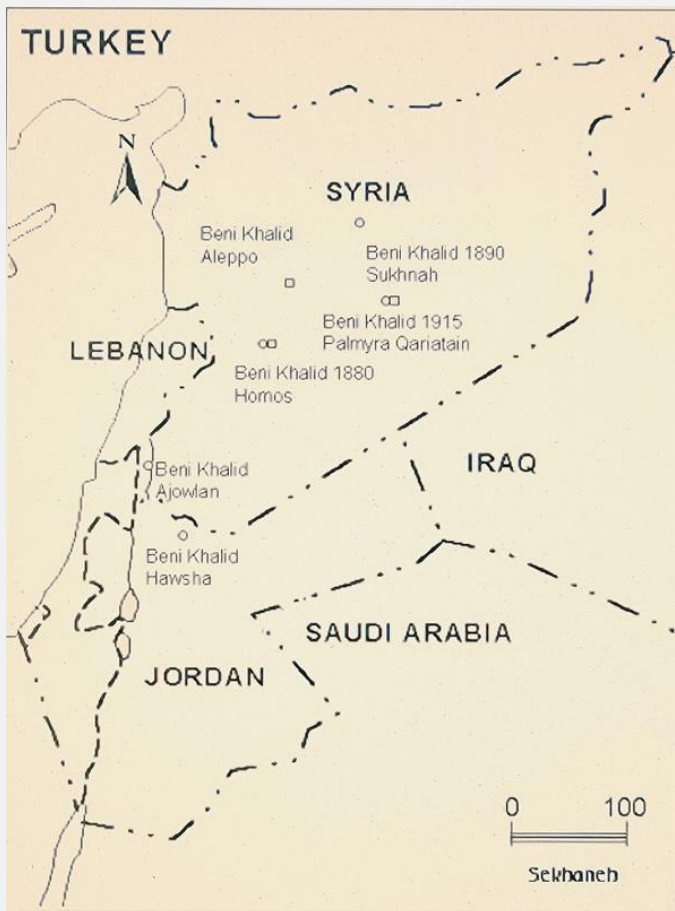 TURKEY
N
SYRIA
Beni Khalid
Aleppo
Beni Khalid 1890
Sukhnah
Beni Khalid 1915
Palmyra Qariatain
LEBANON
Beni Khalid 1880
Homos
IRAQ
Beni Khalid
Ajowlan
Beni Khalid
Hawsha
SAUDI ARABIA
JORDAN
0 100
Sekhaneh